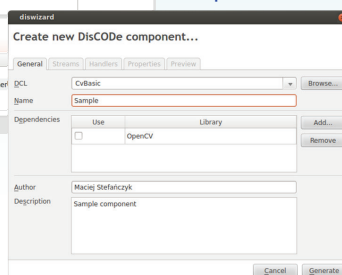 diswizard
Create new DisCODe component...
General Streams Handlers Properties Preview
DCL CvBasic Browse...
Name Sample
Dependencies Use Library Add...
OpenCV Remove
Author Maciej Stefańczyk
Description Sample component
Cancel Generate